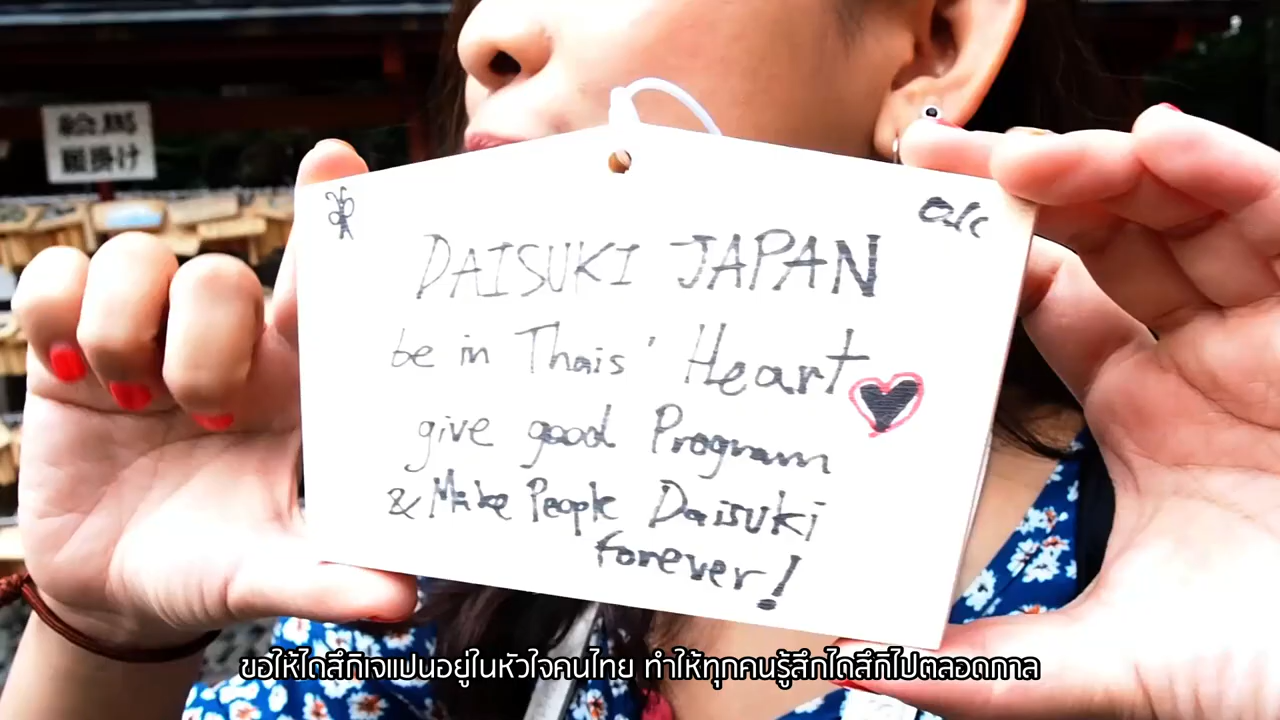 絵馬
掛け
DAISUKI JAPAN
be in Thais' Heart
give good Program
& Make People Daisuki
forever!
ขอให้ไดสึกิเจแปนอยู่ในหัวใจคนไทย ทำให้ทุกคนรู้สึกไดสึกิไปตลอดกาล